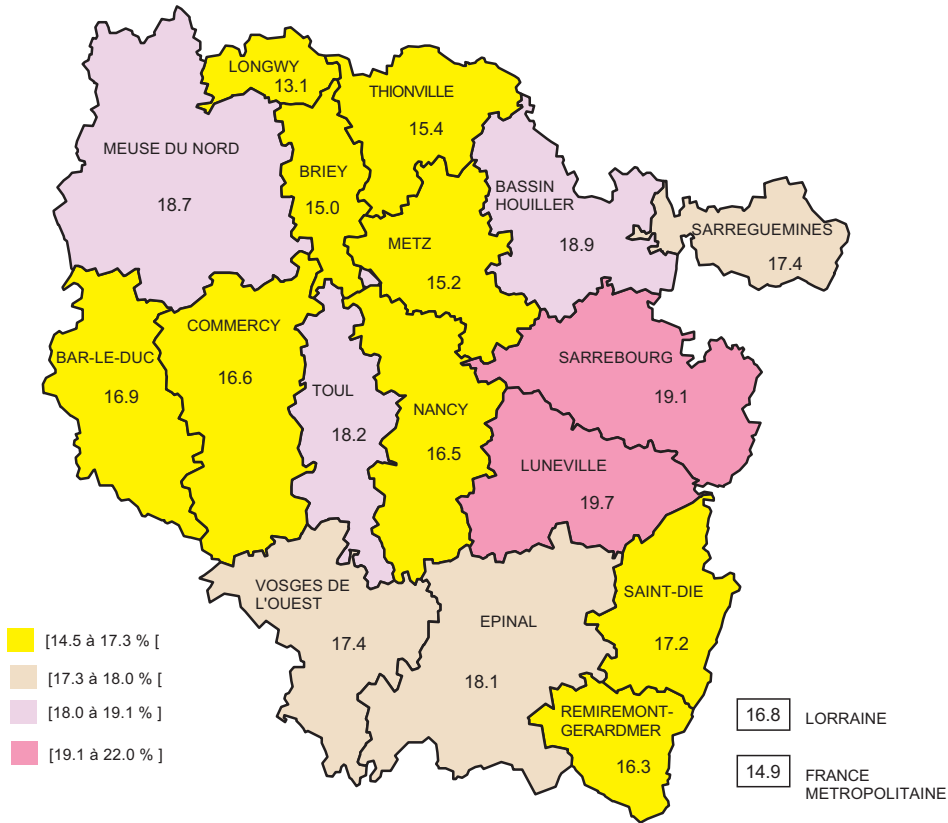 LONGWY
13.1
THIONVILLE
15.4
MEUSE DU NORD
18.7
BRIEY
15.0
BASSIN
HOUILLER
18.9
SARREGUEMINES
17.4
METZ
15.2
COMMERCY
16.6
BAR-LE-DUC
16.9
TOUL
18.2
NANCY
16.5
SARREBOURG
19.1
LUNEVILLE
19.7
VOSGES DE
L'OUEST
17.4
EPINAL
18.1
SAINT-DIE
17.2
REMIREMONT-
GERARDMER
16.3
[14.5 à 17.3 % [
[17.3 à 18.0 % [
[18.0 à 19.1 % ]
[19.1 à 22.0 % ]
16.8 LORRAINE
14.9 FRANCE
METROPOLITAINE